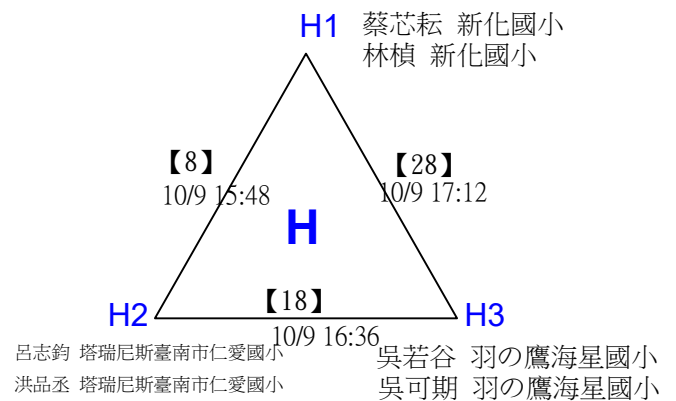 H1 蔡芯耘 新化國小
林楨 新化國小
【8】
10/9 15:48
【28】
10/9 17:12
H
H2
【18】
10/9 16:36
H3
呂志鈞 塔瑞尼斯臺南市仁愛國小
洪品丞 塔瑞尼斯臺南市仁愛國小
吳若谷 羽の鷹海星國小
吳可期 羽の鷹海星國小